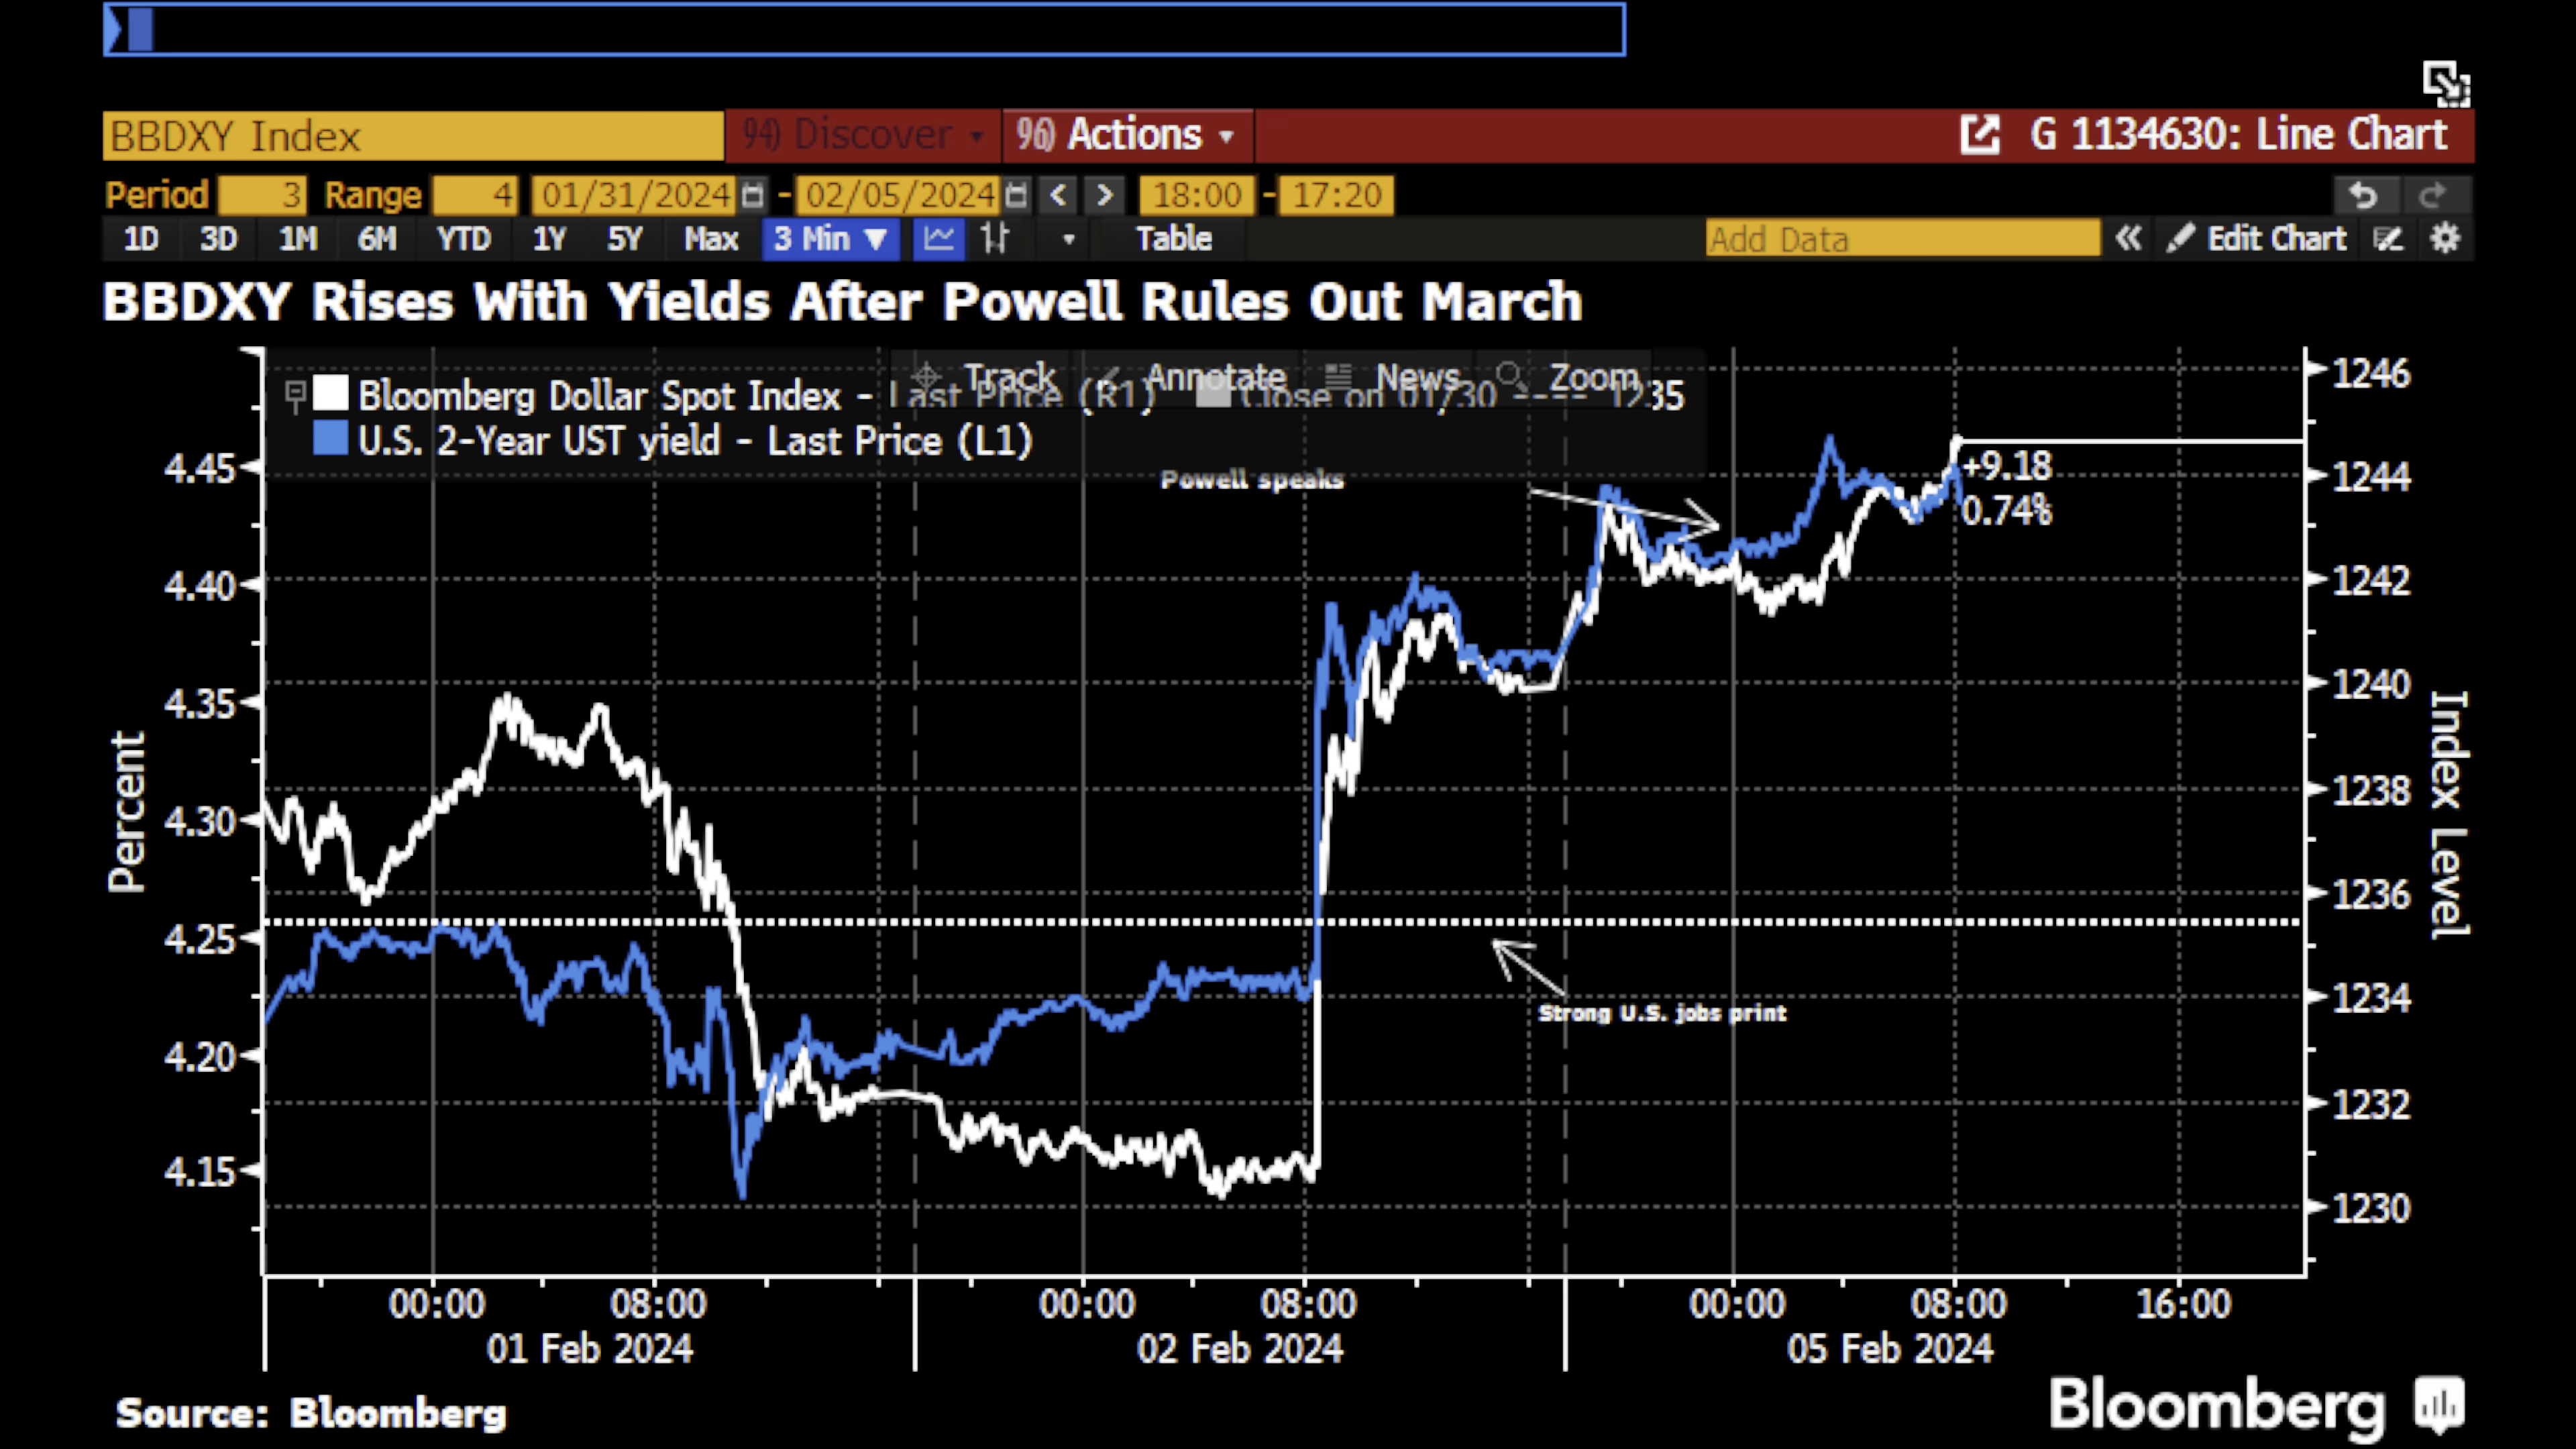 BBDXY Index 94) Discover 96) Actions G 1134630: Line Chart
Period 3 Range 4 01/31/2024 - 02/05/2024 < > 18:00 - 17:20
1D 3D 1M 6M YTD 1Y 5Y Max 3 Min ▼ Table Add Data « Edit Chart
BBDXY Rises With Yields After Powell Rules Out March
Track Annotate News Zoom
Bloomberg Dollar Spot Index - Last Price (R1) Close on 01/30 ---- 1235
U.S. 2-Year UST yield - Last Price (L1)
Powell speaks
+9.18
0.74%
Strong U.S. jobs print
Percent
4.45
4.40
4.35
4.30
4.25
4.20
4.15
1246
1244
1242
1240
1238
1236
1234
1232
1230
Index Level
00:00 08:00 00:00 08:00 00:00 08:00 16:00
01 Feb 2024 02 Feb 2024 05 Feb 2024
Source: Bloomberg
Bloomberg